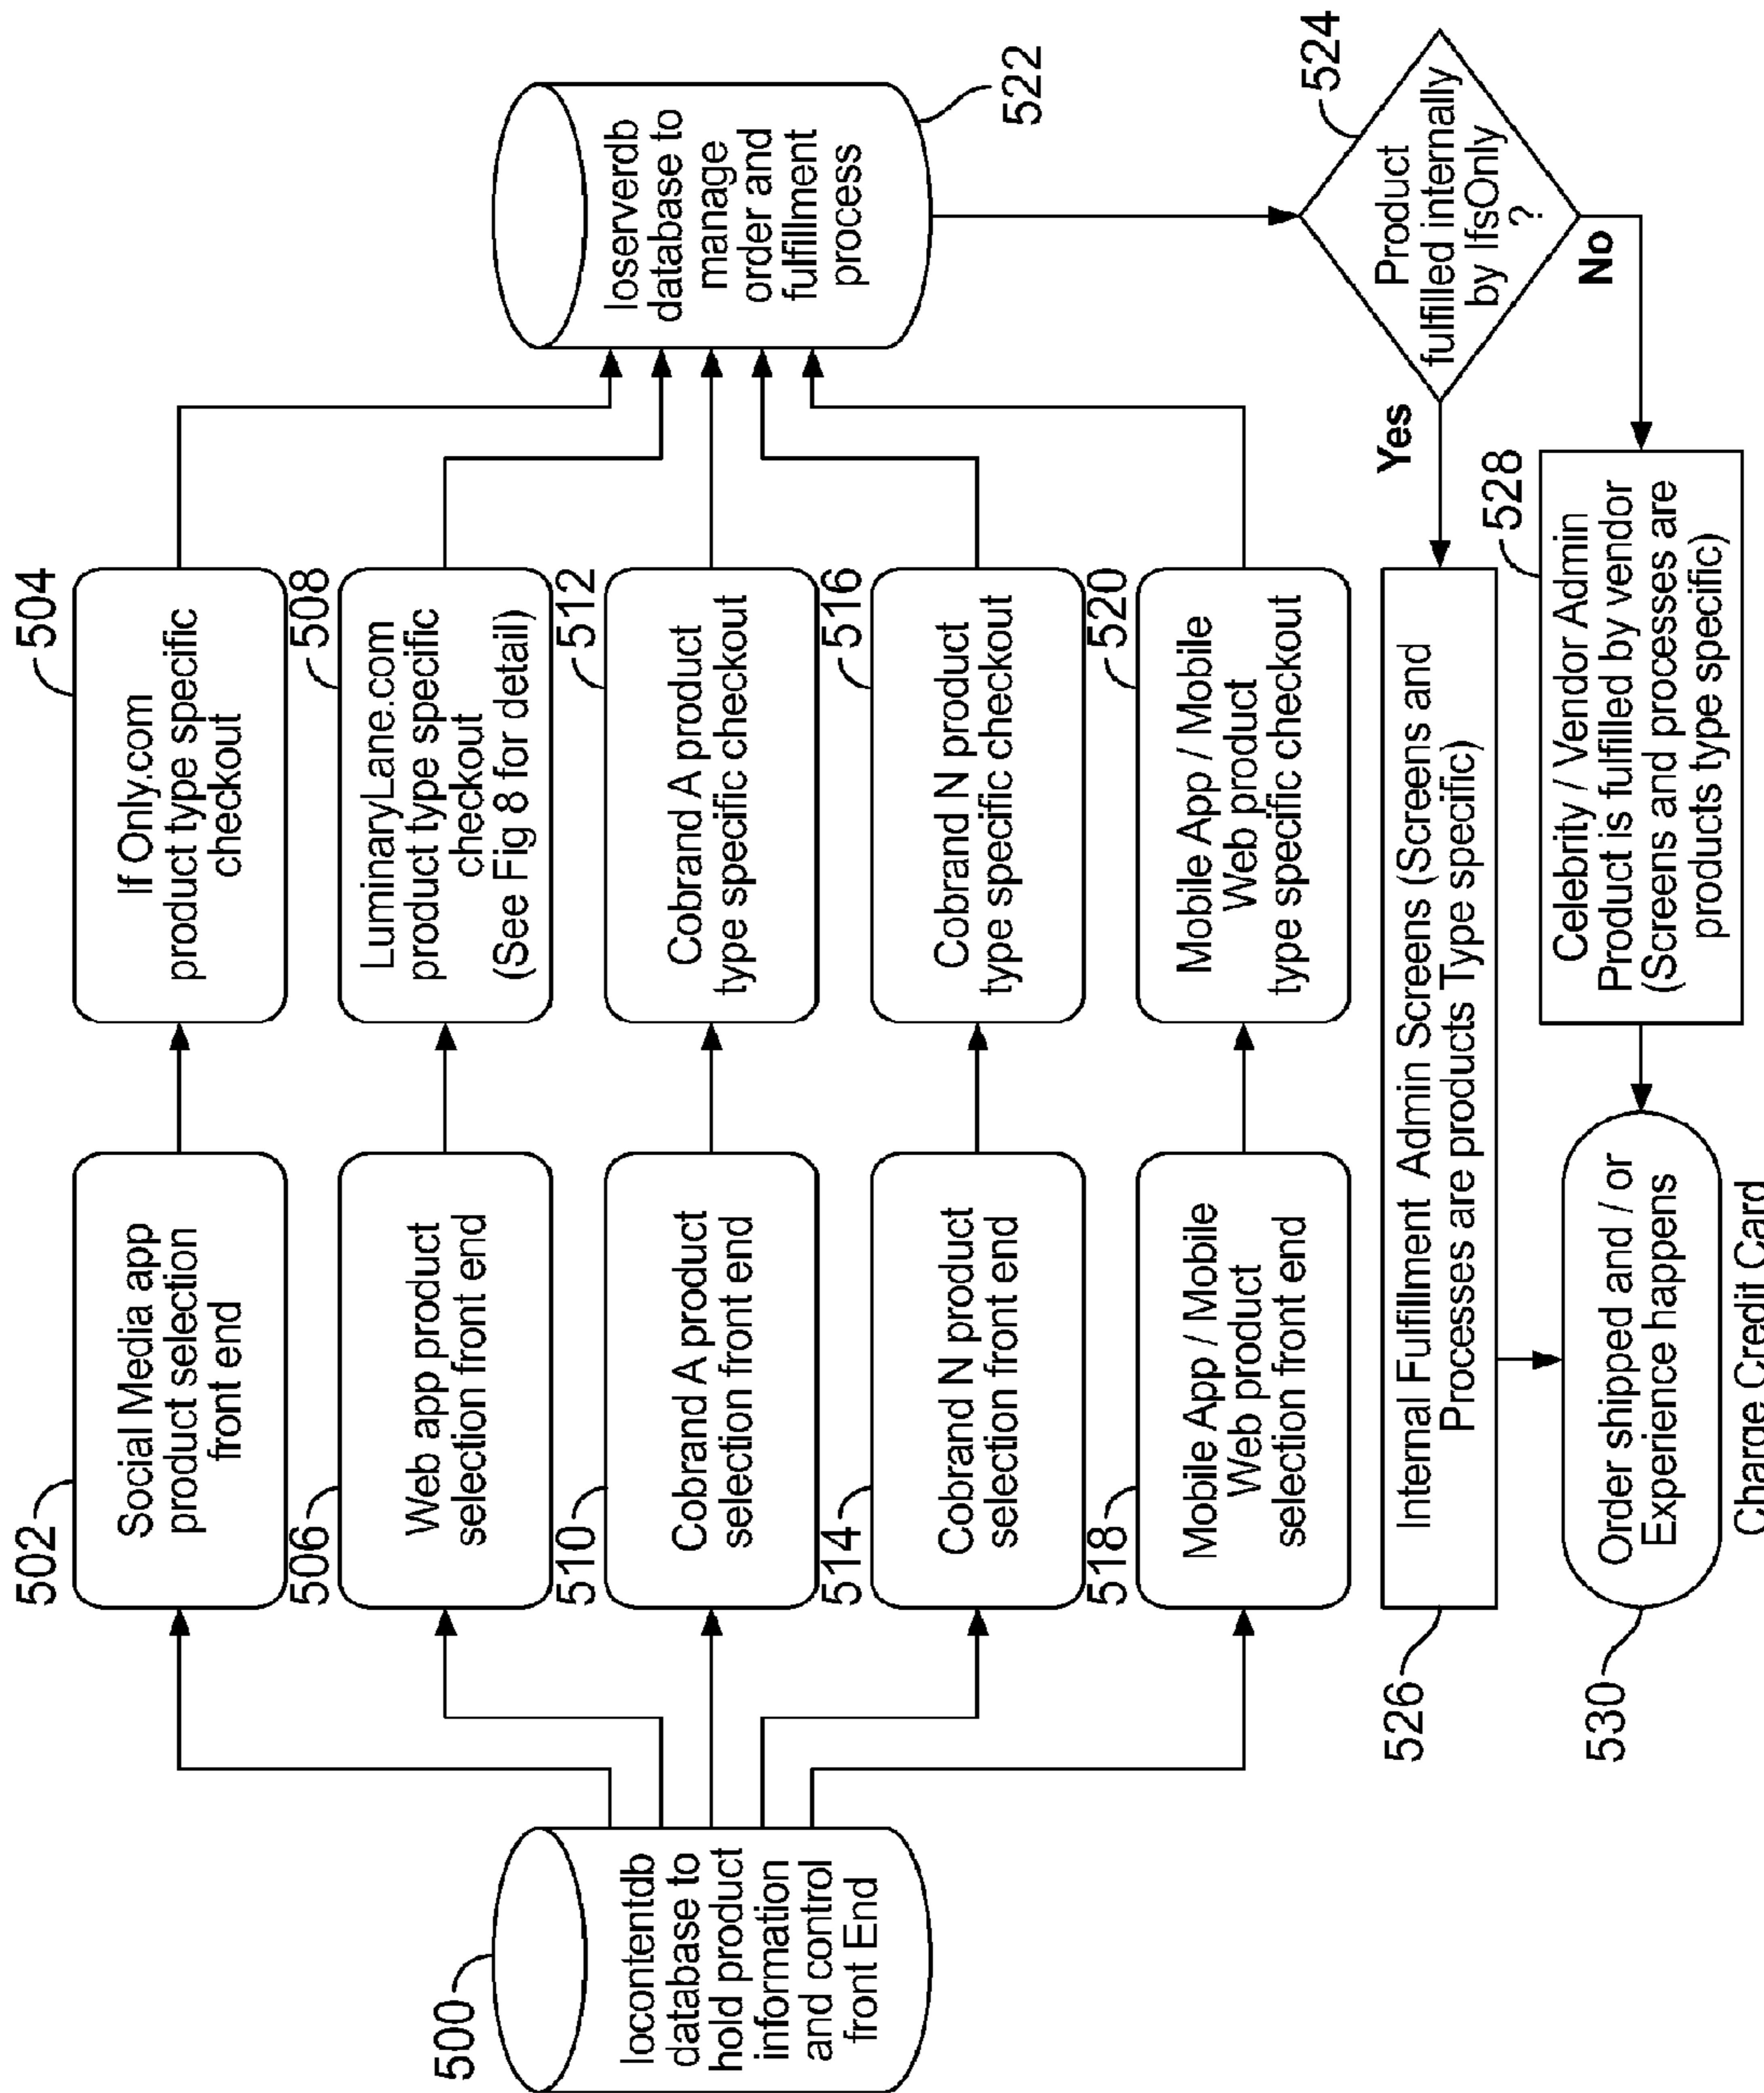 500
locontentdb
database to
hold product
information
and control
front End
502
Social Media app
product selection
front end
504
If Only.com
product type specific
checkout
506
Web app product
selection front end
508
LuminaryLane.com
product type specific
checkout
(See Fig 8 for detail)
510
Cobrand A product
selection front end
512
Cobrand A product
type specific checkout
514
Cobrand N product
selection front end
516
Cobrand N product
type specific checkout
518
Mobile App / Mobile
Web product
selection front end
520
Mobile App / Mobile
Web product
type specific checkout
loserverdb
database to
manage
order and
fulfillment
process
522
524
Product
fulfilled internally
by IfsOnly
?
Yes
No
526
Internal Fulfillment Admin Screens (Screens and
Processes are products Type specific)
528
Celebrity / Vendor Admin
Product is fulfilled by vendor
(Screens and processes are
products type specific)
530
Order shipped and / or
Experience happens
Charge Credit Card